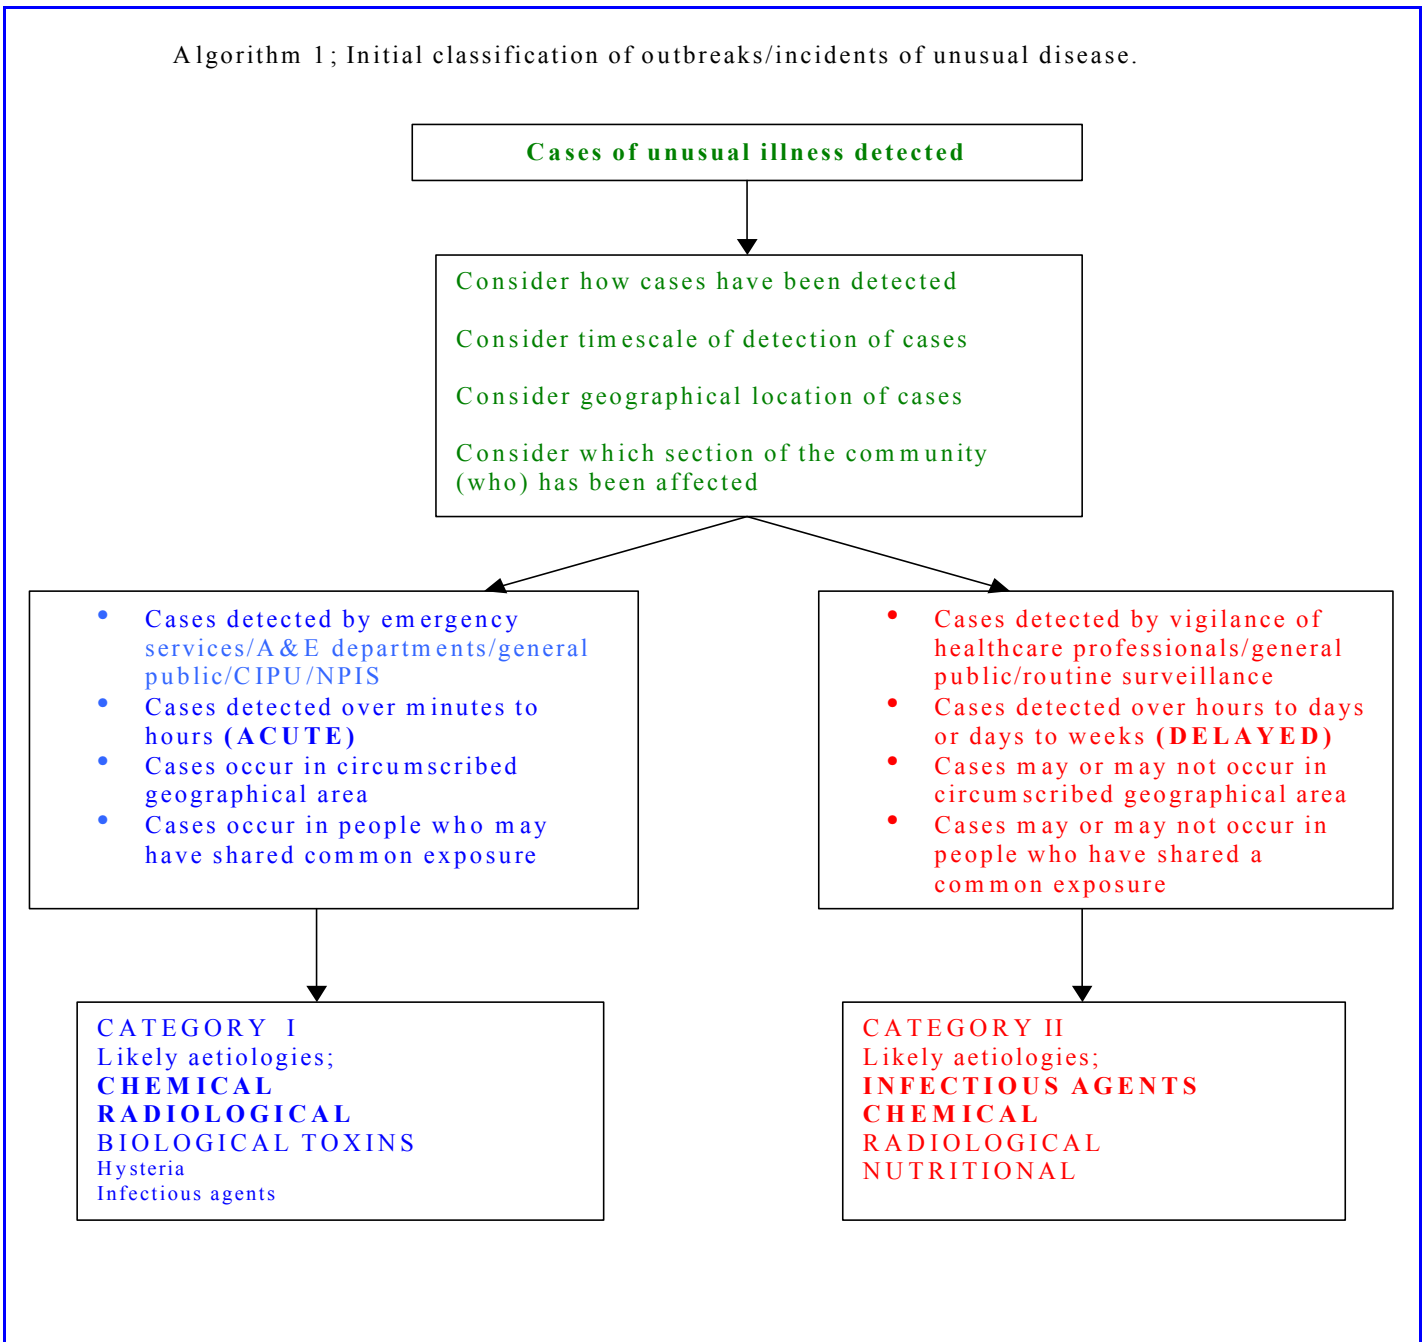 Algorithm 1; Initial classification of outbreaks/incidents of unusual disease.
Cases of unusual illness detected
Consider how cases have been detected
Consider timescale of detection of cases
Consider geographical location of cases
Consider which section of the community
(who) has been affected
• Cases detected by emergency
services/A&E departments/general
public/CIPU/NPIS
• Cases detected over minutes to
hours (ACUTE)
• Cases occur in circumscribed
geographical area
• Cases occur in people who may
have shared common exposure
• Cases detected by vigilance of
healthcare professionals/general
public/routine surveillance
• Cases detected over hours to days
or days to weeks (DELAYED)
• Cases may or may not occur in
circumscribed geographical area
• Cases may or may not occur in
people who have shared a
common exposure
CATEGORY I
Likely aetiologies;
CHEMICAL
RADIOLOGICAL
BIOLOGICAL TOXINS
Hysteria
Infectious agents
CATEGORY II
Likely aetiologies;
INFECTIOUS AGENTS
CHEMICAL
RADIOLOGICAL
NUTRITIONAL